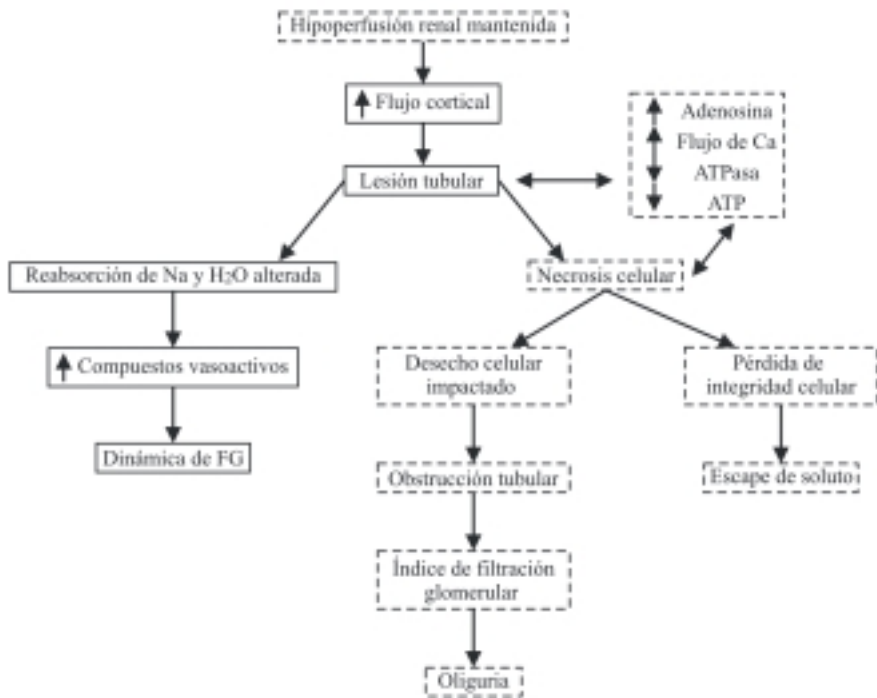 Hipoperfusión renal mantenida
Flujo cortical
Adenosina
Flujo de Ca
ATPasa
ATP
Lesión tubular
Reabsorción de Na y H₂O alterada
Necrosis celular
Compuestos vasoactivos
Desecho celular
impactado
Pérdida de
integridad celular
Dinámica de FG
Obstrucción tubular
Escape de soluto
Índice de filtración
glomerular
Oliguria